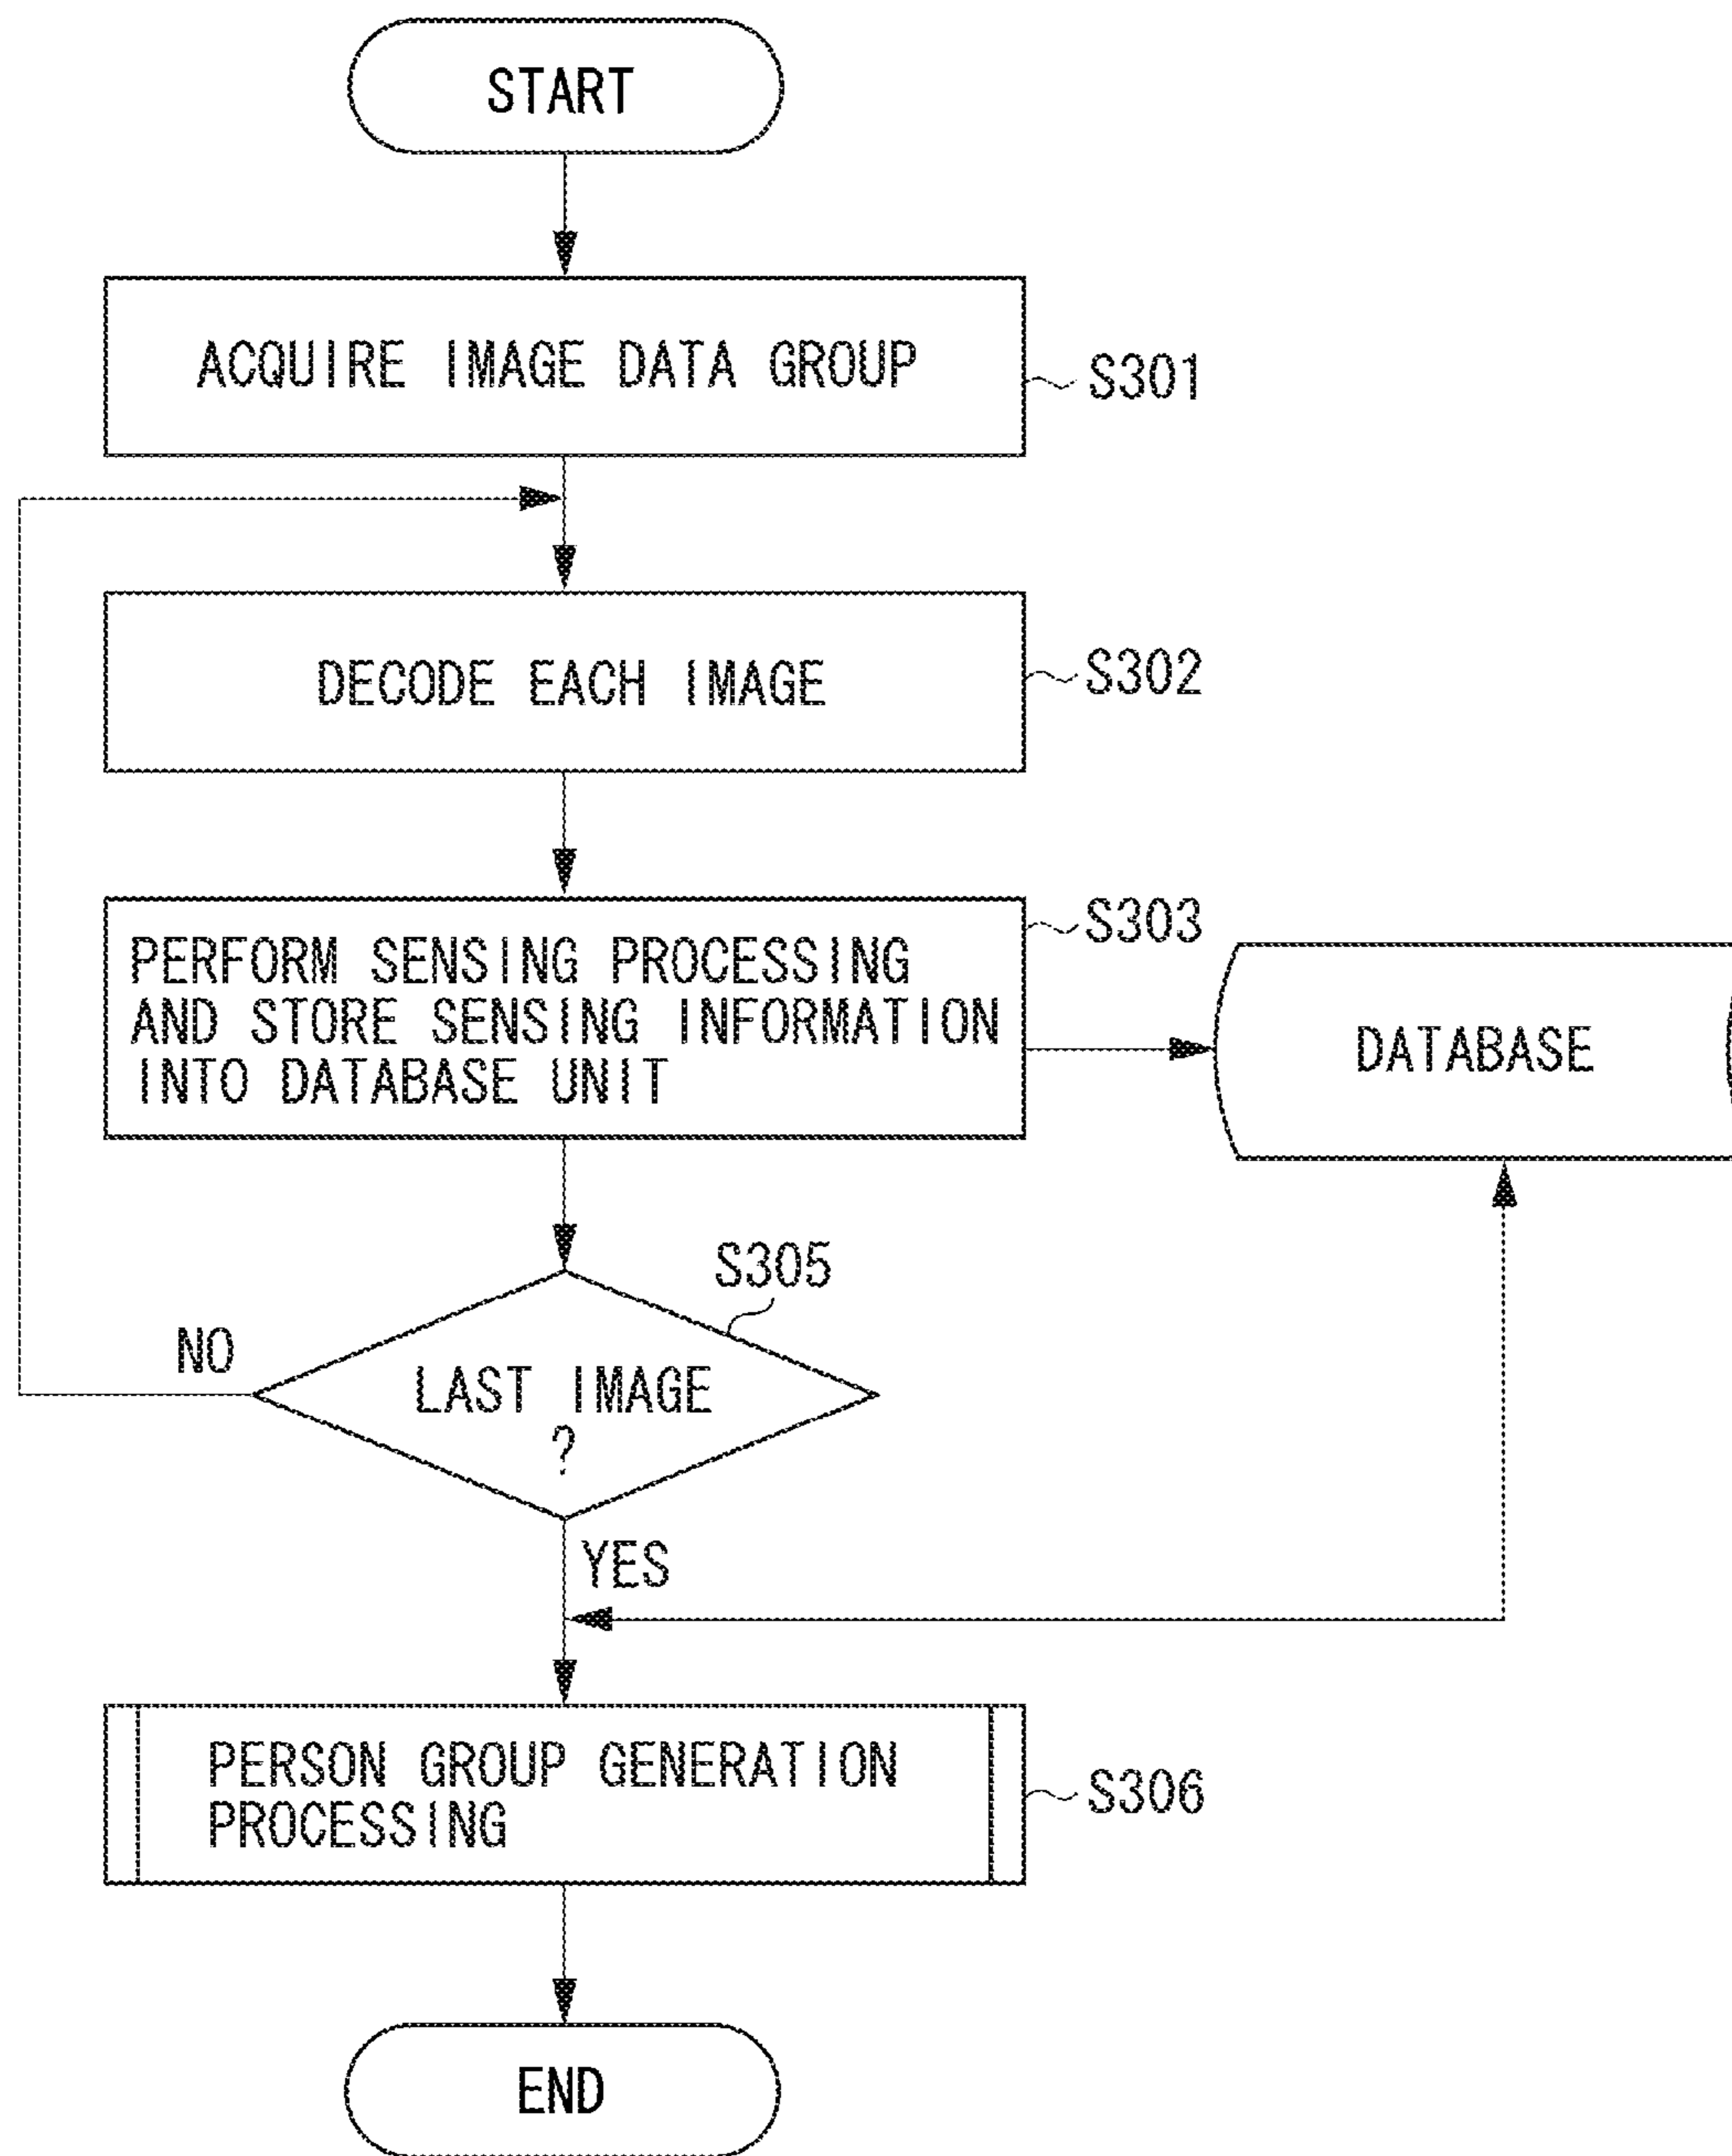 START
ACQUIRE IMAGE DATA GROUP
S301
DECODE EACH IMAGE
S302
PERFORM SENSING PROCESSING
AND STORE SENSING INFORMATION
INTO DATABASE UNIT
S303
DATABASE
S305
LAST IMAGE
?
NO
YES
PERSON GROUP GENERATION
PROCESSING
S306
END